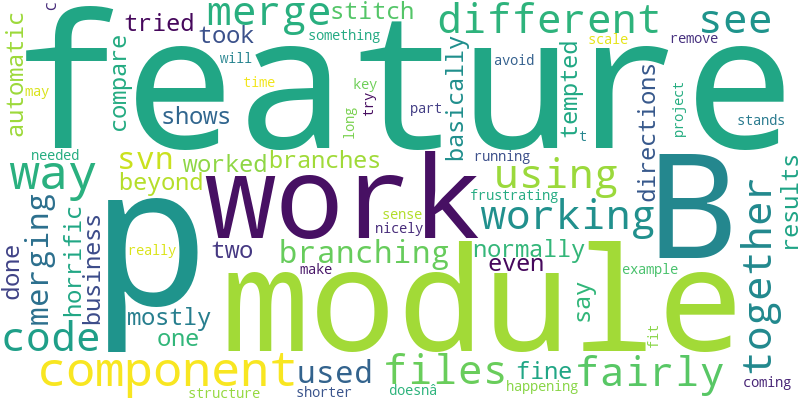 c
tried
merge
stitch
different
see
automatic
took
something
scale
remove
will
compare
feature
basically
avoid
tempted
may
shows
time
key
try
part
long
directions
project
stands
t
needed
svn
worked
branches
running
way
beyond
work
using
B
together
results
p
frustrating
sense
nicely
working
merging
horrific
business
done
really
two
branching
normally
make
even
module
example
say
mostly
code
one
fit
component
used
files
fine
fairly
coming
structure
shorter
doesnâ
happening